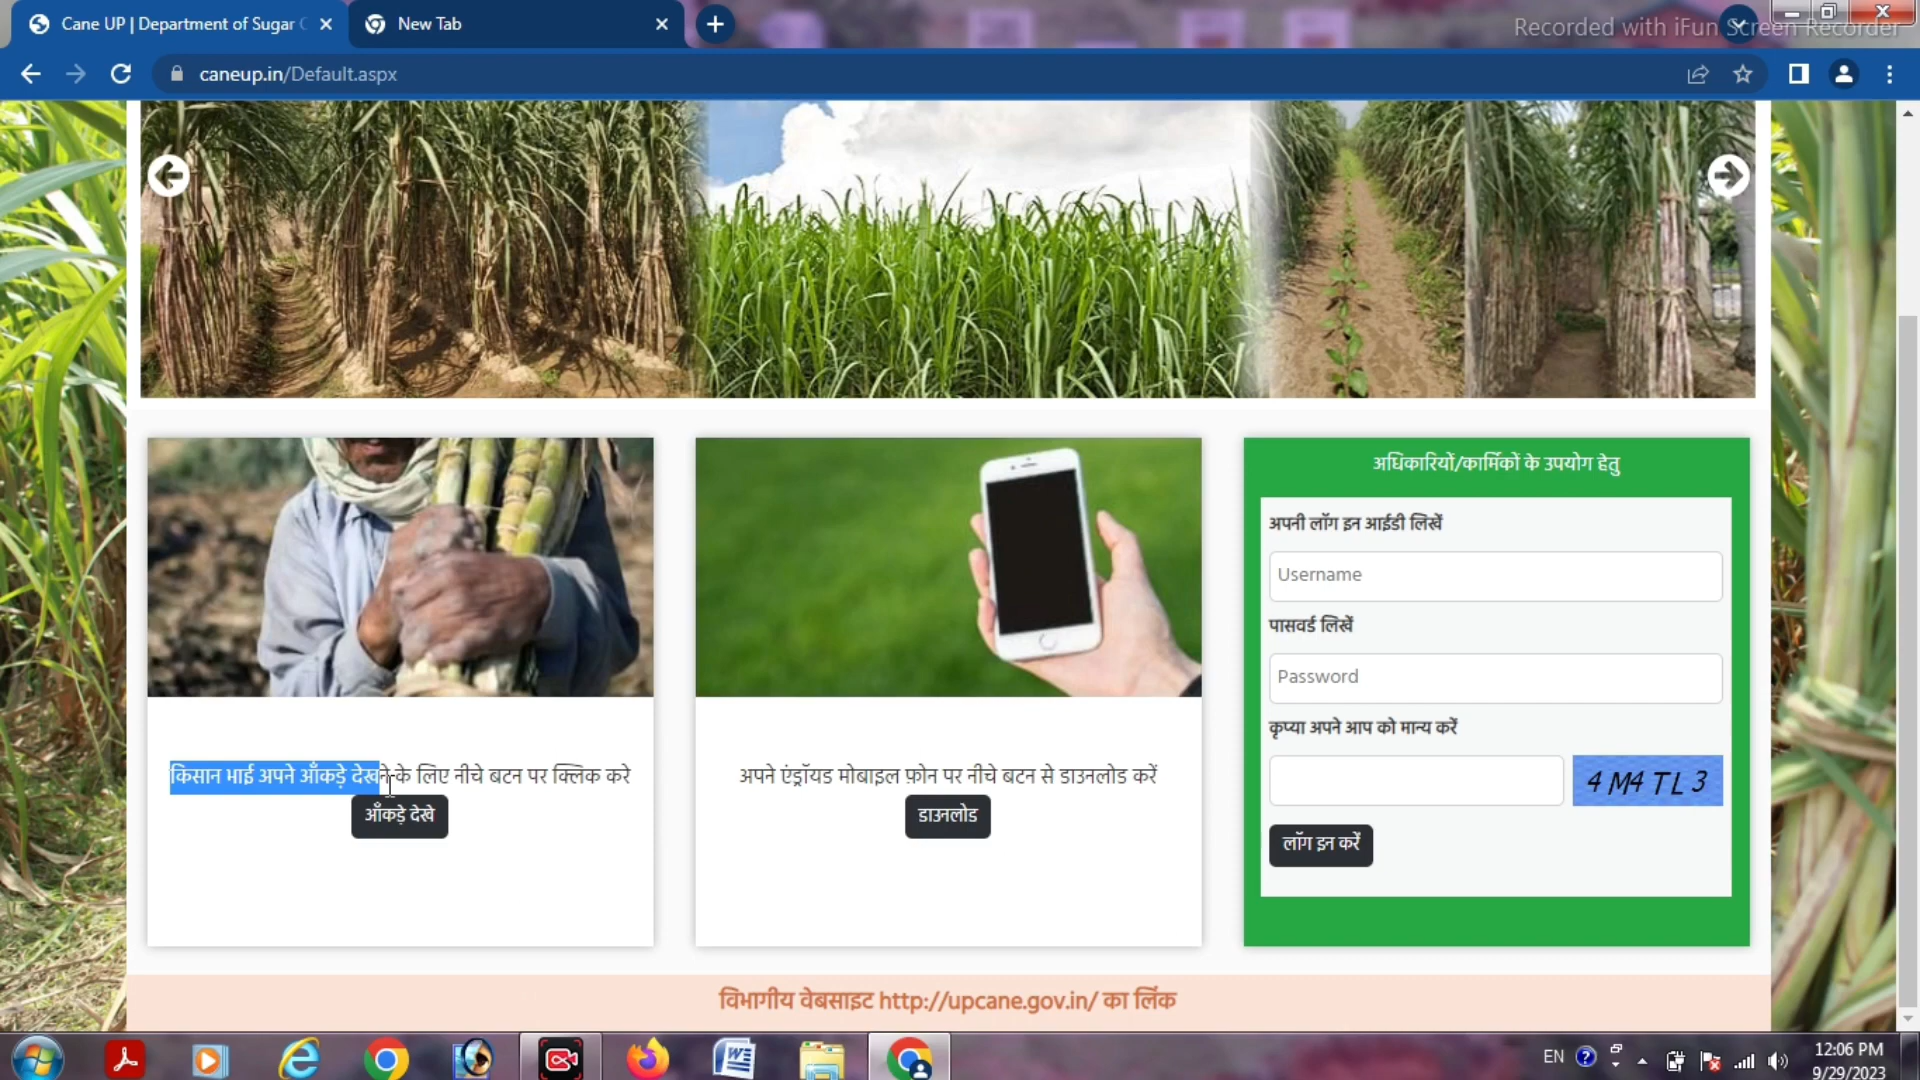 Cane UP | Department of Sugar
New Tab
Recorded with iFun Screen Recorder
caneup.in/Default.aspx
अधिकारियों/कार्मिकों के उपयोग हेतु
अपनी लॉग इन आईडी लिखें
Username
पासवर्ड लिखें
Password
कृप्या अपने आप को मान्य करें
4 M4 T L 3
लॉग इन करें
किसान भाई अपने आँकड़े देखने के लिए नीचे बटन पर क्लिक करे
आँकड़े देखे
अपने एंड्रॉयड मोबाइल फ़ोन पर नीचे बटन से डाउनलोड करें
डाउनलोड
विभागीय वेबसाइट http://upcane.gov.in/ का लिंक
EN
12:06 PM
9/29/2023